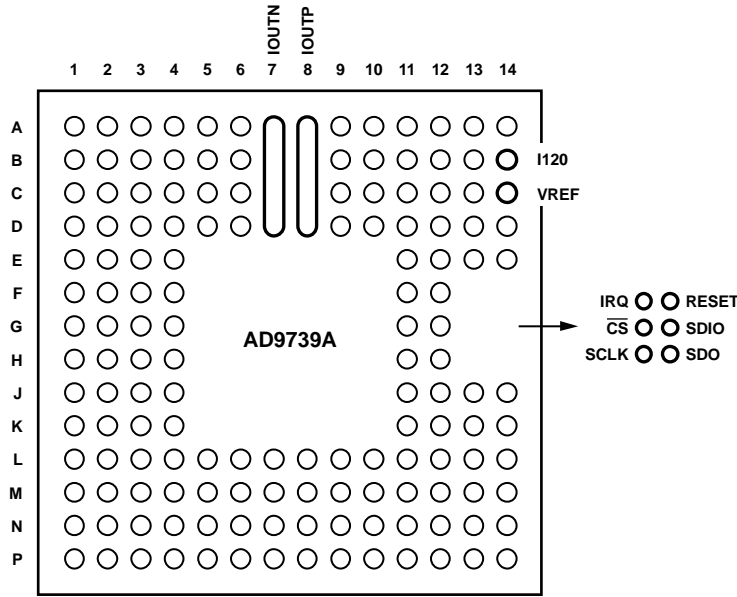 IOUTN
IOUTP
1 2 3 4 5 6 7 8 9 10 11 12 13 14
A
B I120
C VREF
D
E
F IRQ RESET
G AD9739A C̅S̅ SDIO
H SCLK SDO
J
K
L
M
N
P